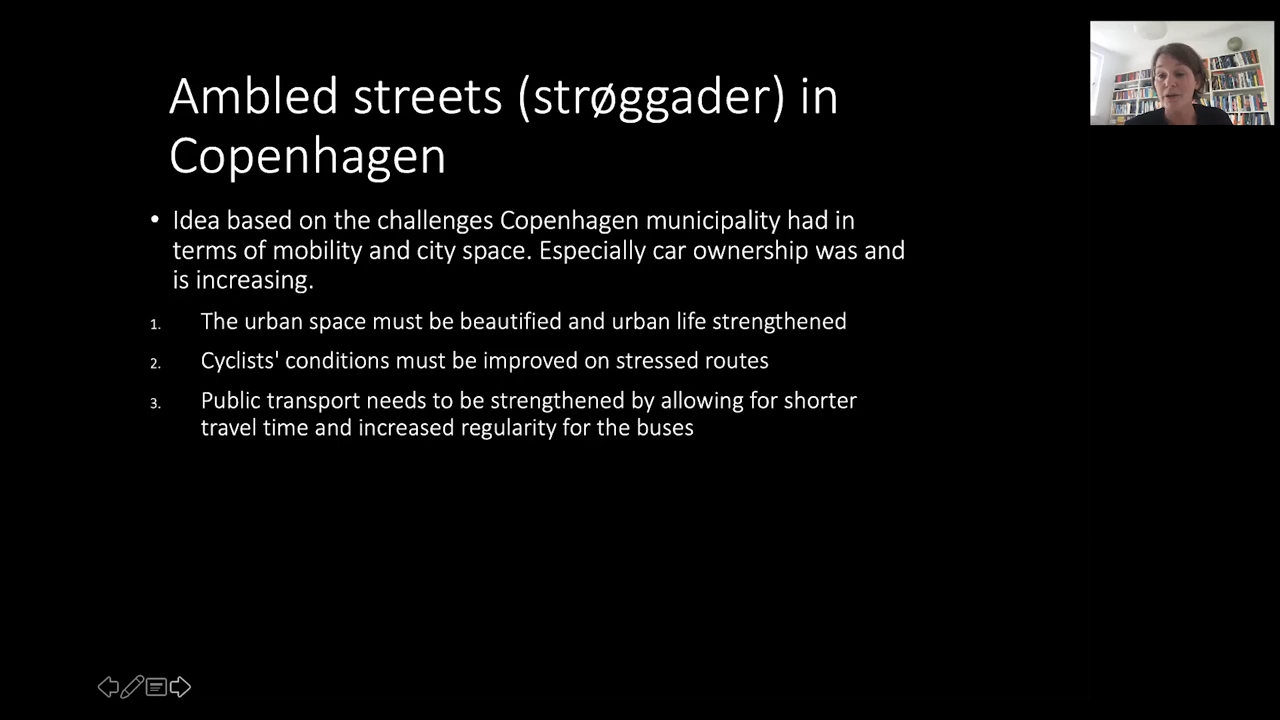 Ambled streets (strøggader) in
Copenhagen
• Idea based on the challenges Copenhagen municipality had in
terms of mobility and city space. Especially car ownership was and
is increasing.
1. The urban space must be beautified and urban life strengthened
2. Cyclists' conditions must be improved on stressed routes
3. Public transport needs to be strengthened by allowing for shorter
travel time and increased regularity for the buses